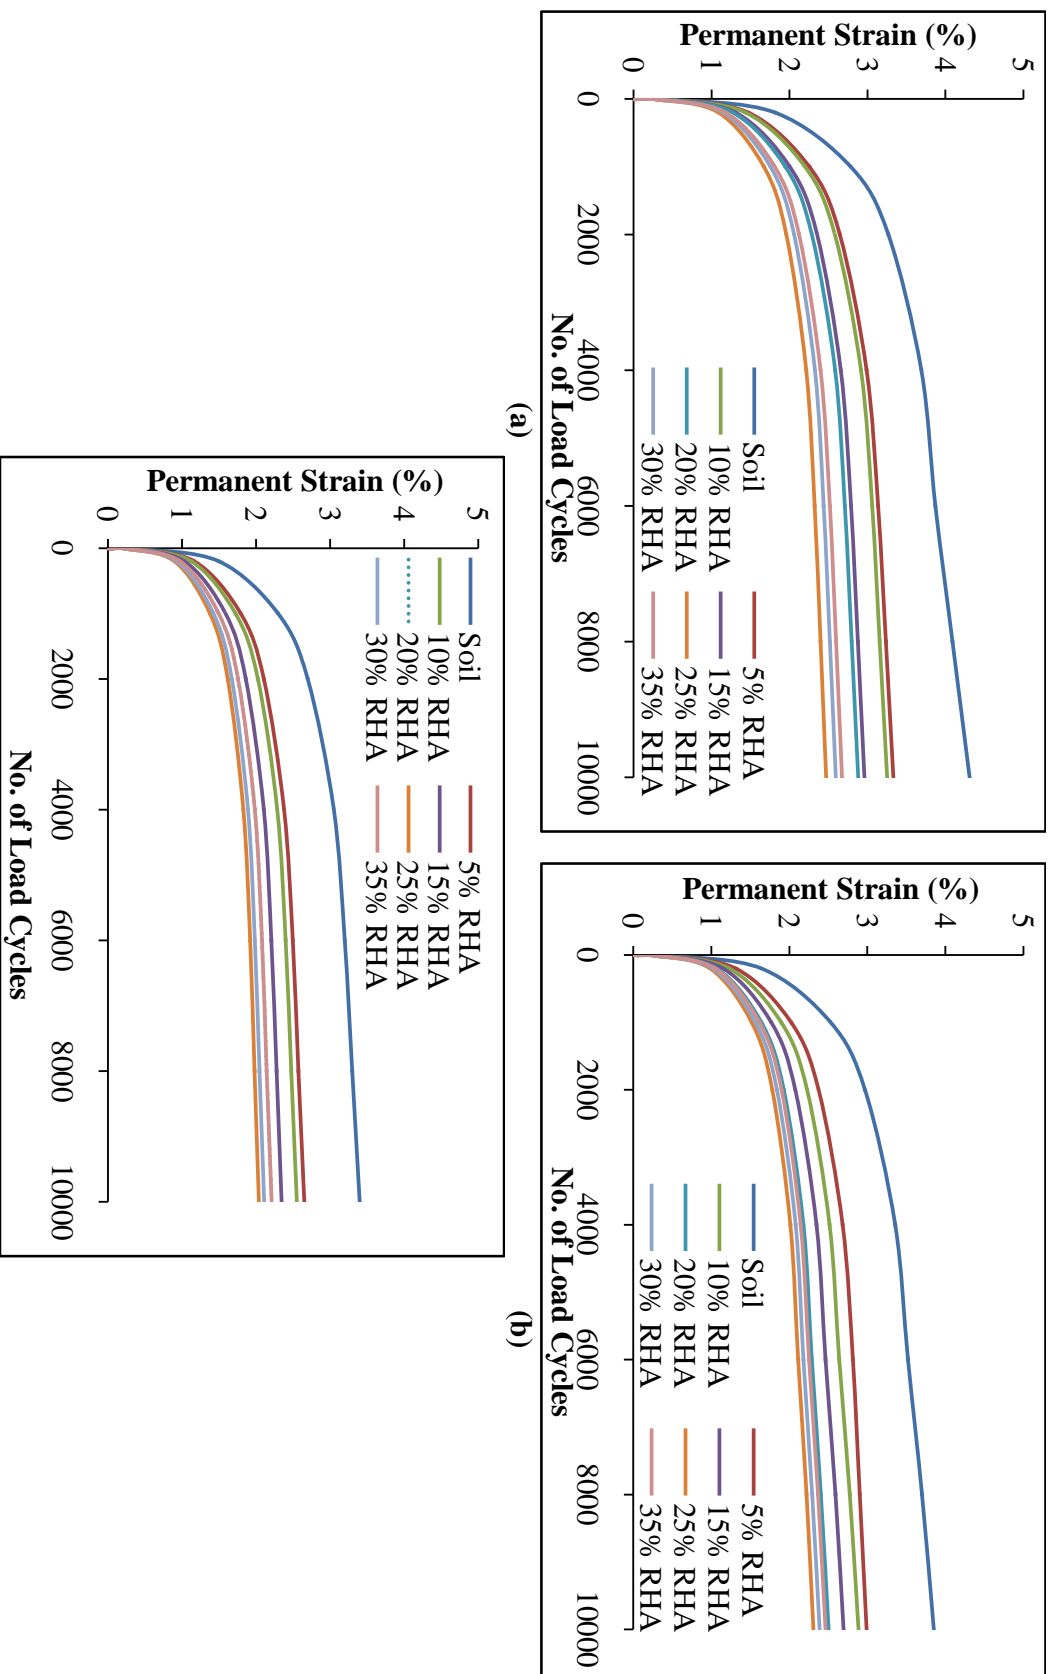 Permanent Strain (%)
5
4
3
2
1
0
0 2000 4000 6000 8000 10000
No. of Load Cycles
Soil 5% RHA
10% RHA 15% RHA
20% RHA 25% RHA
30% RHA 35% RHA
(a)
Permanent Strain (%)
5
4
3
2
1
0
0 2000 4000 6000 8000 10000
No. of Load Cycles
Soil 5% RHA
10% RHA 15% RHA
20% RHA 25% RHA
30% RHA 35% RHA
(b)
Permanent Strain (%)
5
4
3
2
1
0
0 2000 4000 6000 8000 10000
No. of Load Cycles
Soil 5% RHA
10% RHA 15% RHA
20% RHA 25% RHA
30% RHA 35% RHA